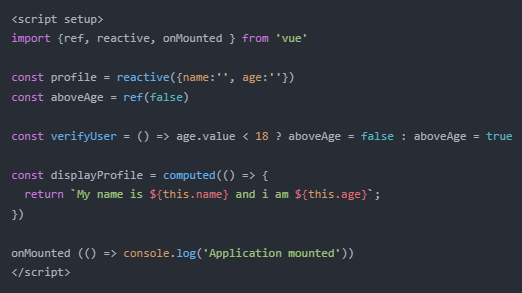 <script setup>
import {ref, reactive, onMounted } from 'vue'
const profile = reactive({name:'', age:''})
const aboveAge = ref(false)
const verifyUser = () => age.value < 18 ? aboveAge = false : aboveAge = true
const displayProfile = computed(() => {
return `My name is ${this.name} and i am ${this.age}`;
})
onMounted (() => console.log('Application mounted'))
</script>